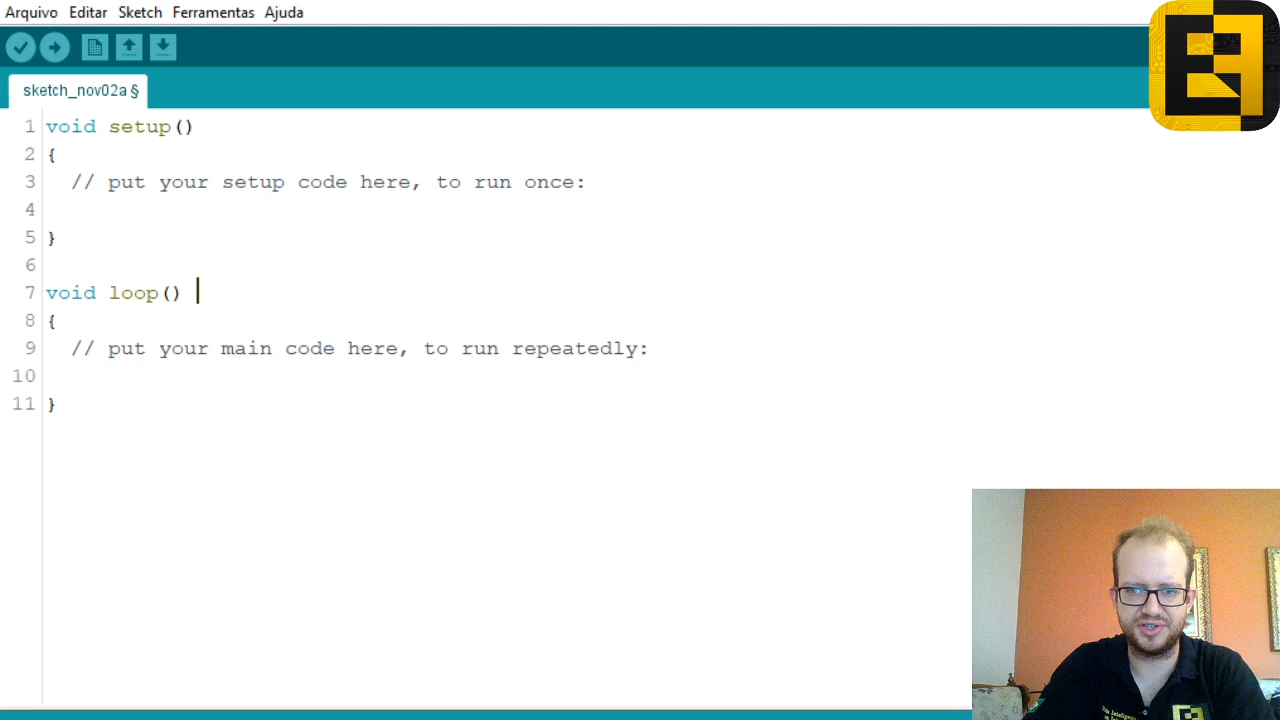 Arquivo Editar Sketch Ferramentas Ajuda
sketch_nov02a §
1 void setup()
2 {
3 // put your setup code here, to run once:
4
5 }
6
7 void loop()
8 {
9 // put your main code here, to run repeatedly:
10
11 }